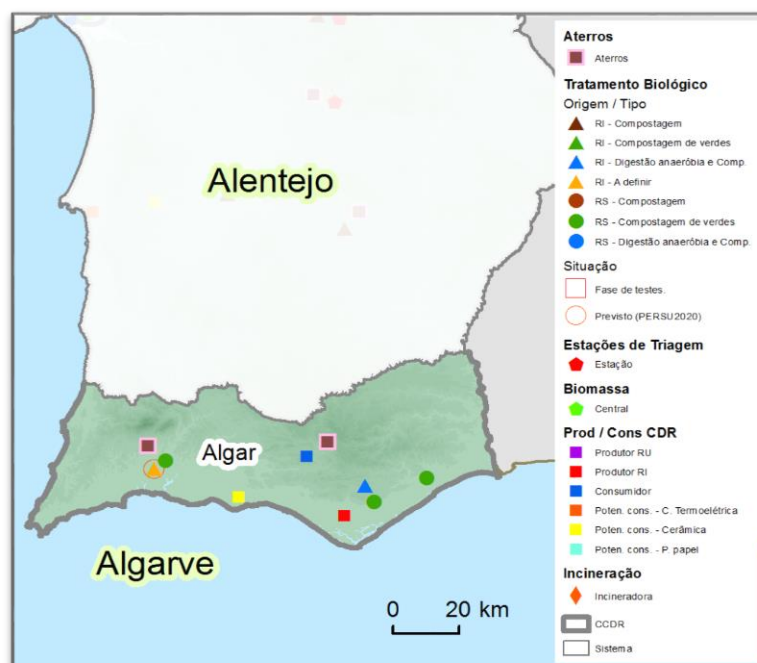 Alentejo
Algar
Algarve
0 20 km
Aterros
Aterros
Tratamento Biológico
Origem / Tipo
RI - Compostagem
RI - Compostagem de verdes
RI - Digestão anaeróbia e Comp.
RI - A definir
RS - Compostagem
RS - Compostagem de verdes
RS - Digestão anaeróbia e Comp.
Situação
Fase de testes.
Previsto (PERSU2020)
Estações de Triagem
Estação
Biomassa
Central
Prod / Cons CDR
Produtor RU
Produtor RI
Consumidor
Poten. cons. - C. Termoelétrica
Poten. cons. - Cerâmica
Poten. cons. - P. papel
Incineração
Incineradora
CCDR
Sistema